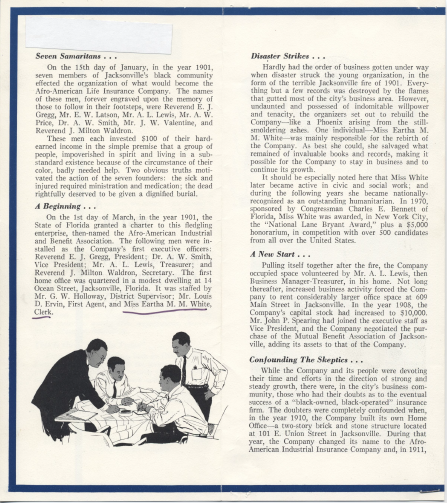 Seven Samaritans . . .
On the 15th day of January, in the year 1901,
seven members of Jacksonville's black community
effected the organization of what would become the
Afro-American Life Insurance Company. The names
of these men, forever engraved upon the memory of
those to follow in their footsteps, were Reverend E. J.
Gregg, Mr. E. W. Latson, Mr. A. L. Lewis, Mr. A. W.
Price, Dr. A. W. Smith, Mr. J. W. Valentine, and
Reverend J. Milton Waldron.
These men each invested $100 of their hard-
earned income in the simple premise that a group of
people, impoverished in spirit and living in a sub-
standard existence because of the circumstance of their
color, badly needed help. Two obvious truths moti-
vated the action of the seven founders: the sick and
injured required ministration and medication; the dead
rightfully deserved to be given a dignified burial.
A Beginning . . .
On the 1st day of March, in the year 1901, the
State of Florida granted a charter to this fledgling
enterprise, then-named the Afro-American Industrial
and Benefit Association. The following men were in-
stalled as the Company's first executive officers:
Reverend E. J. Gregg, President; Dr. A. W. Smith,
Vice President; Mr. A. L. Lewis, Treasurer; and
Reverend J. Milton Waldron, Secretary. The first
home office was quartered in a modest dwelling at 14
Ocean Street, Jacksonville, Florida. It was staffed by
Mr. G. W. Holloway, District Supervisor; Mr. Louis
D. Ervin, First Agent, and Miss Eartha M. M. White,
Clerk.
Disaster Strikes . . .
Hardly had the order of business gotten under way
when disaster struck the young organization, in the
form of the terrible Jacksonville fire of 1901. Every-
thing but a few records was destroyed by the flames
that gutted most of the city's business area. However,
undaunted and possessed of indomitable willpower
and tenacity, the organizers set out to rebuild the
Company—like a Phoenix arising from the still-
smoldering ashes. One individual—Miss Eartha M.
M. White—was mainly responsible for the rebirth of
the Company. As best she could, she salvaged what
remained of invaluable books and records, making it
possible for the Company to stay in business and to
continue its growth.
It should be especially noted here that Miss White
later became active in civic and social work; and
during the following years she became nationally-
recognized as an outstanding humanitarian. In 1970,
sponsored by Congressman Charles E. Bennett of
Florida, Miss White was awarded, in New York City,
the "National Lane Bryant Award," plus a $5,000
honorarium, in competition with over 500 candidates
from all over the United States.
A New Start . . .
Pulling itself together after the fire, the Company
occupied space volunteered by Mr. A. L. Lewis, then
Business Manager-Treasurer, in his home. Not long
thereafter, increased business activity forced the Com-
pany to rent considerably larger office space at 609
Main Street in Jacksonville. In the year 1908, the
Company's capital stock had increased to $10,000.
Mr. John P. Spearing had joined the executive staff as
Vice President, and the Company negotiated the pur-
chase of the Mutual Benefit Association of Jackson-
ville, adding its assets to that of the Company.
Confounding The Skeptics . . .
While the Company and its people were devoting
their time and efforts in the direction of strong and
steady growth, there were, in the city's business com-
munity, those who had their doubts as to the eventual
success of a "black-owned, black-operated" insurance
firm. The doubters were completely confounded when,
in the year 1910, the Company built its own Home
Office—a two-story brick and stone structure located
at 101 E. Union Street in Jacksonville. During that
year, the Company changed its name to the Afro-
American Industrial Insurance Company and, in 1911,